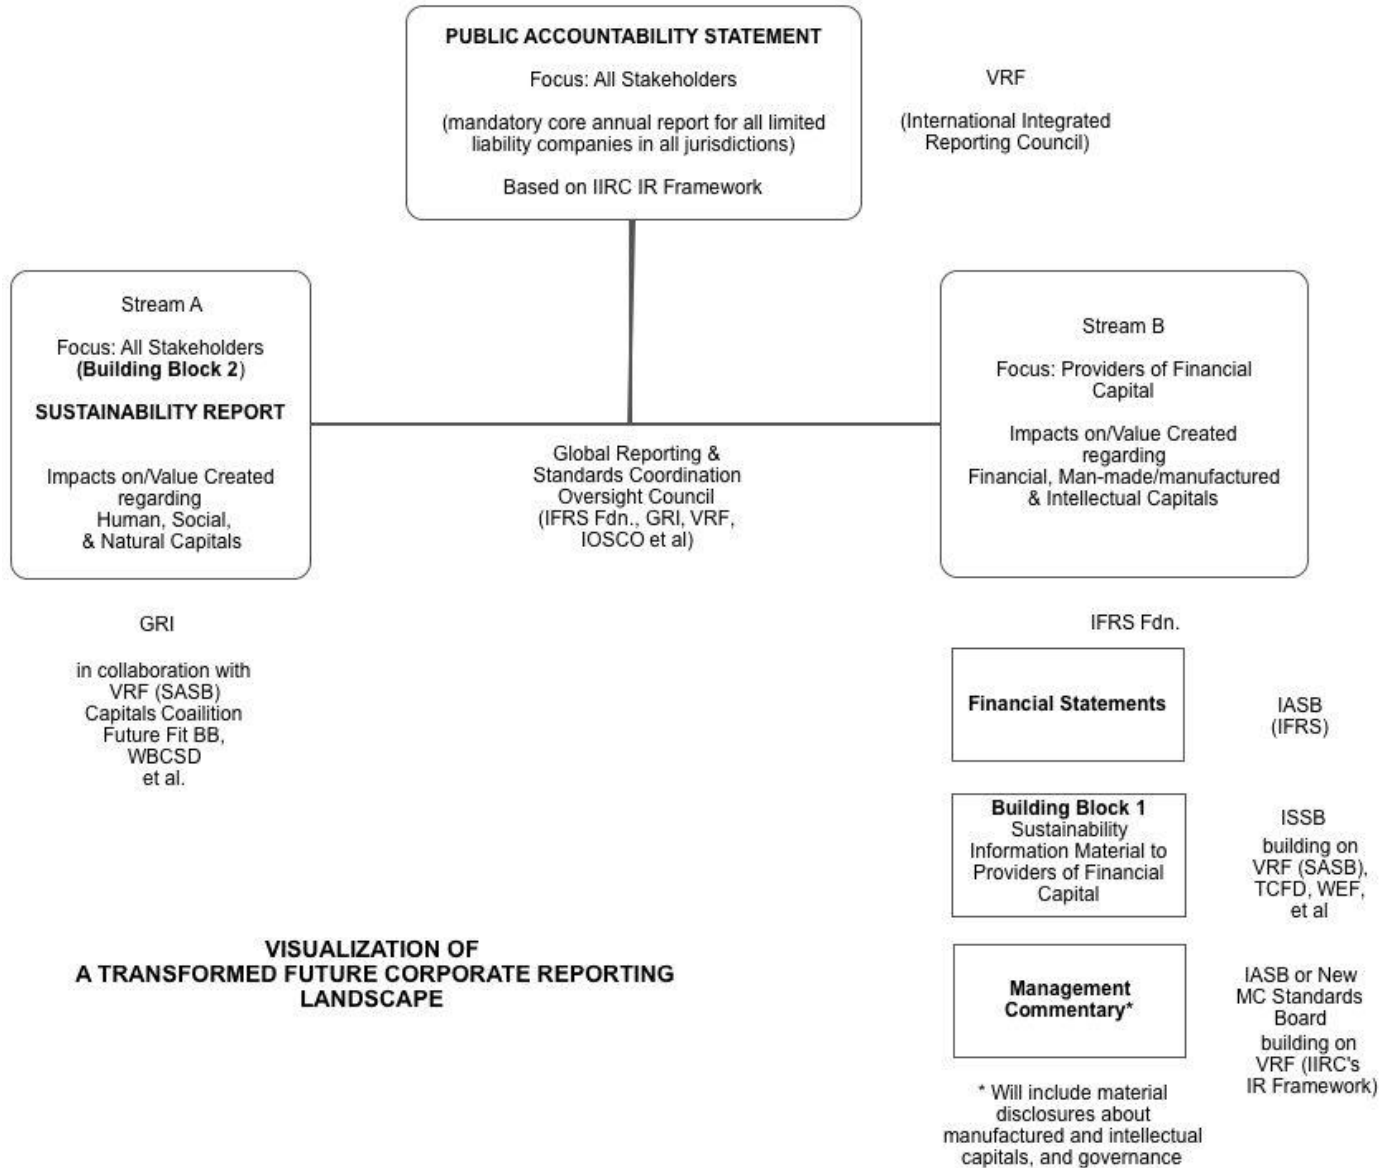 PUBLIC ACCOUNTABILITY STATEMENT
Focus: All Stakeholders
(mandatory core annual report for all limited
liability companies in all jurisdictions)
Based on IIRC IR Framework
VRF
(International Integrated
Reporting Council)
Stream A
Focus: All Stakeholders
(Building Block 2)
SUSTAINABILITY REPORT
Impacts on/Value Created
regarding
Human, Social,
& Natural Capitals
Global Reporting &
Standards Coordination
Oversight Council
(IFRS Fdn., GRI, VRF,
IOSCO et al)
Stream B
Focus: Providers of Financial
Capital
Impacts on/Value Created
regarding
Financial, Man-made/manufactured
& Intellectual Capitals
GRI
in collaboration with
VRF (SASB)
Capitals Coailition
Future Fit BB,
WBCSD
et al.
IFRS Fdn.
Financial Statements
IASB
(IFRS)
Building Block 1
Sustainability
Information Material to
Providers of Financial
Capital
ISSB
building on
VRF (SASB),
TCFD, WEF,
et al
Management
Commentary*
IASB or New
MC Standards
Board
building on
VRF (IIRC's
IR Framework)
* Will include material
disclosures about
manufactured and intellectual
capitals, and governance
VISUALIZATION OF
A TRANSFORMED FUTURE CORPORATE REPORTING
LANDSCAPE